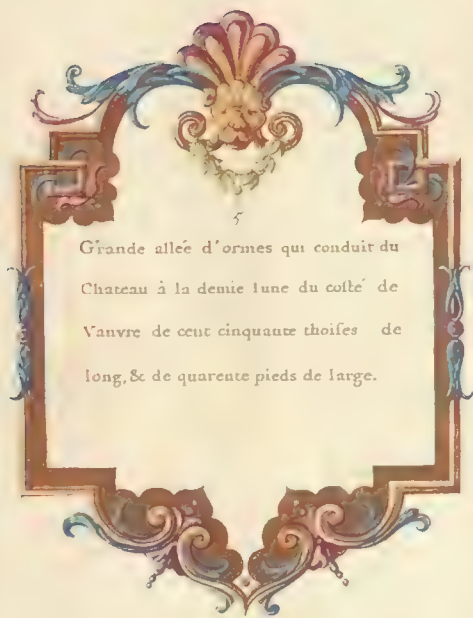 5
Grande allée d'ormes qui conduit du
Chateau à la demie lune du costé de
Vanvre de cent cinquante thoises de
long, & de quarente pieds de large.